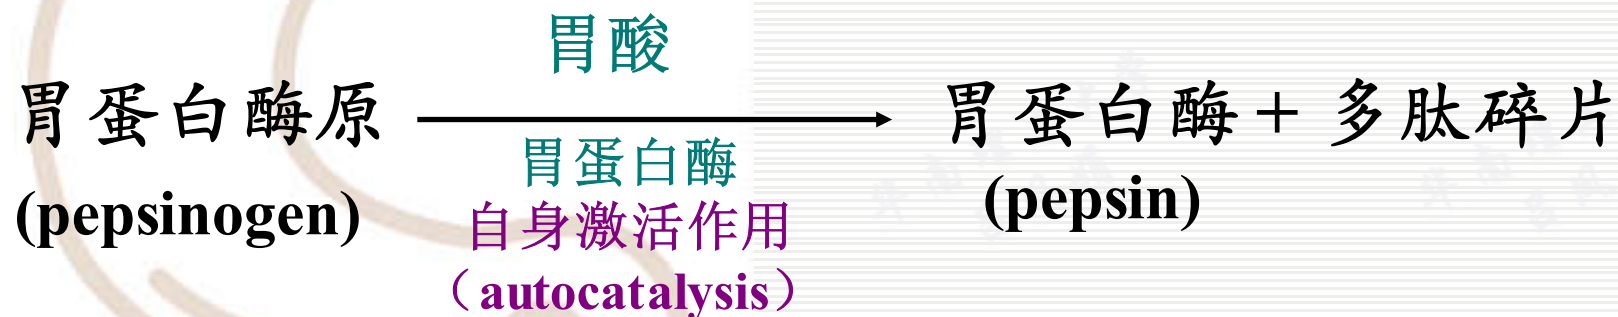 胃酸
胃蛋白酶原
胃蛋白酶 + 多肽碎片
胃蛋白酶
(pepsinogen)
(pepsin)
自身激活作用
（autocatalysis）